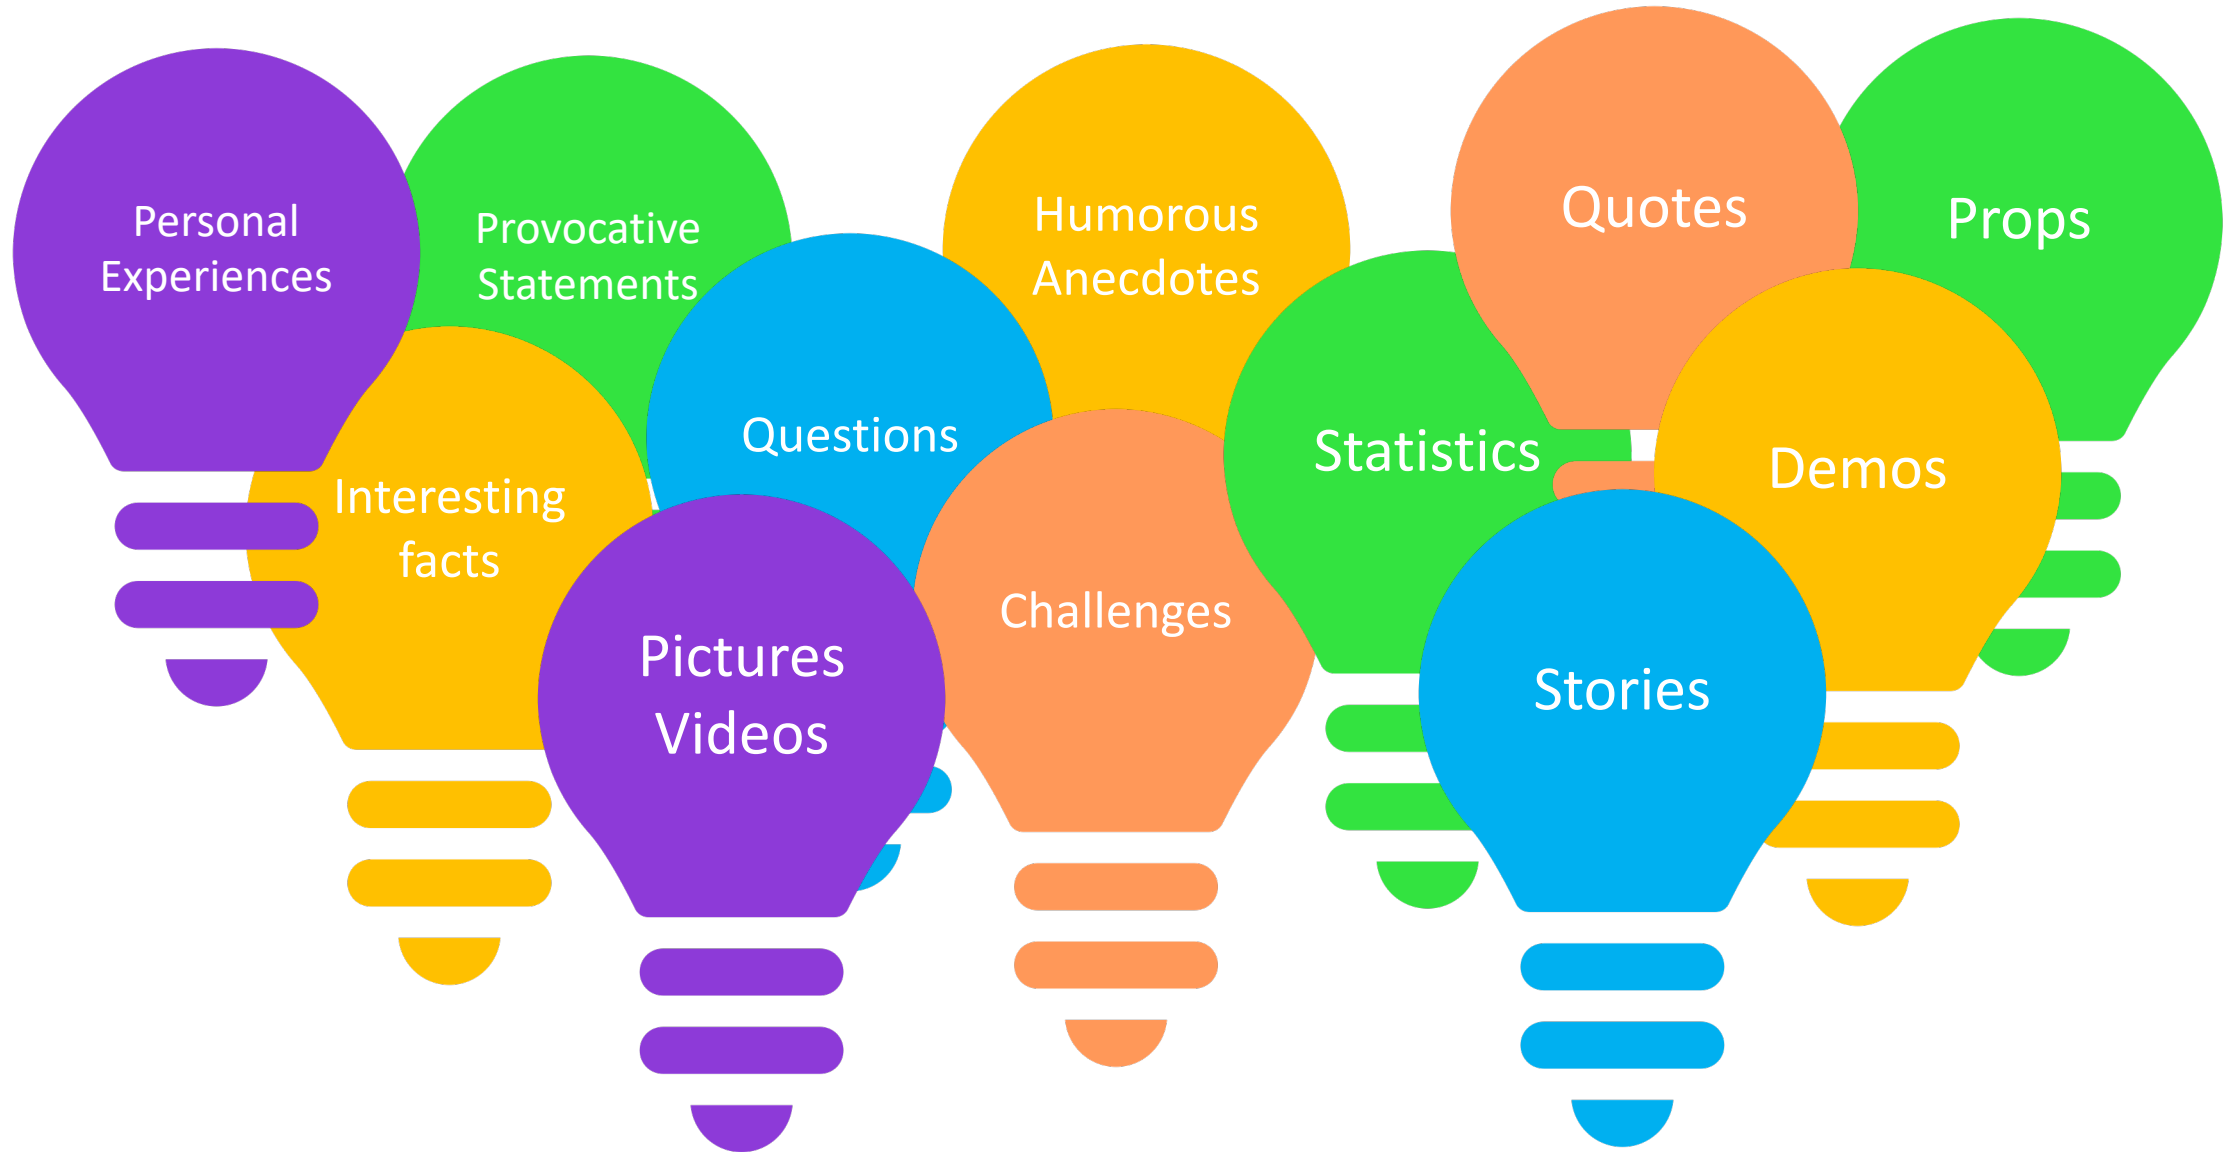 Personal
Experiences
Provocative
Statements
Humorous
Anecdotes
Quotes
Props
Interesting
facts
Questions
Statistics
Demos
Pictures
Videos
Challenges
Stories